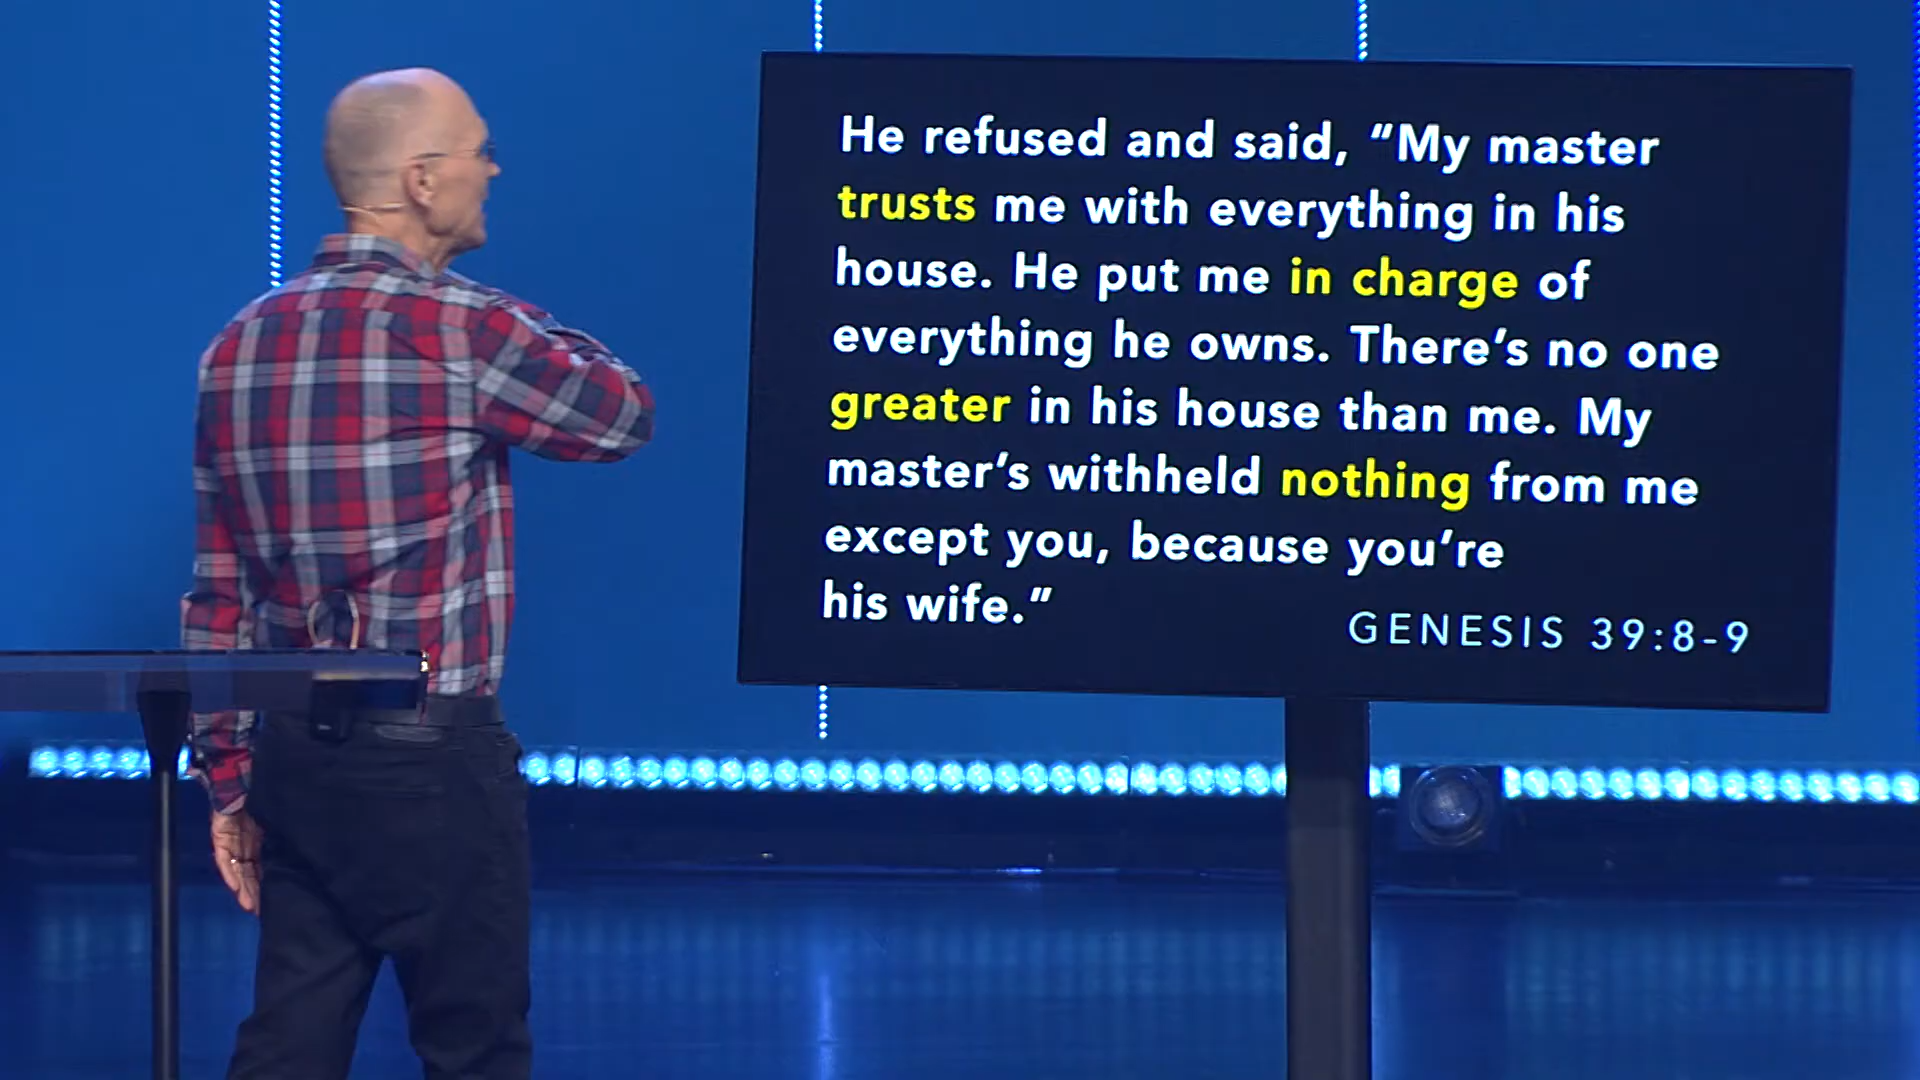 He refused and said, “My master
trusts me with everything in his
house. He put me in charge of
everything he owns. There’s no one
greater in his house than me. My
master’s withheld nothing from me
except you, because you’re
his wife.”
GENESIS 39:8-9